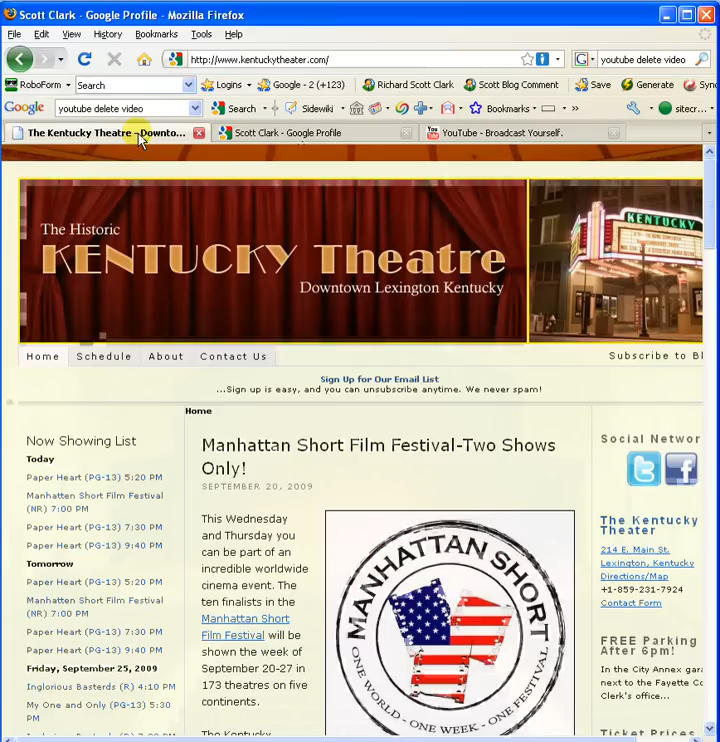 Scott Clark - Google Profile - Mozilla Firefox
File Edit View History Bookmarks Tools Help
http://www.kentuckytheater.com/
youtube delete video
RoboForm Search Logins Google - 2 (+123) Richard Scott Clark Scott Blog Comment Save Generate
Google youtube delete video Search Sidewiki Bookmarks sitecr...
The Kentucky Theatre - Downto... Scott Clark - Google Profile YouTube - Broadcast Yourself.
The Historic
KENTUCKY Theatre
Downtown Lexington Kentucky
KENTUCKY
Home Schedule About Contact Us Subscribe to
Sign Up for Our Email List
...Sign up is easy, and you can unsubscribe anytime. We never spam!
Home
Now Showing List
Today
Paper Heart (PG-13) 5:20 PM
Manhattan Short Film Festival
(NR) 7:00 PM
Paper Heart (PG-13) 7:30 PM
Paper Heart (PG-13) 9:40 PM
Tomorrow
Paper Heart (PG-13) 5:20 PM
Manhattan Short Film Festival
(NR) 7:00 PM
Paper Heart (PG-13) 7:30 PM
Paper Heart (PG-13) 9:40 PM
Friday, September 25, 2009
Inglorious Basterds (R) 4:10 PM
My One and Only (PG-13) 5:30
PM
Manhattan Short Film Festival-Two Shows
Only!
SEPTEMBER 20, 2009
This Wednesday
and Thursday you
can be part of an
incredible worldwide
cinema event. The
ten finalists in the
Manhattan Short
Film Festival will be
shown the week of
September 20-27 in
173 theatres on five
continents.
The Kentucky
MANHATTAN SHORT
ONE WORLD - ONE WEEK - ONE FESTIVAL
Social Networ
The Kentucky
Theater
214 E. Main St.
Lexington, Kentucky
Directions/Map
+1-859-231-7924
Contact Form
FREE Parking
After 6pm!
In the City Annex gara
next to the Fayette Co
Clerk's office...
Ticket Prices